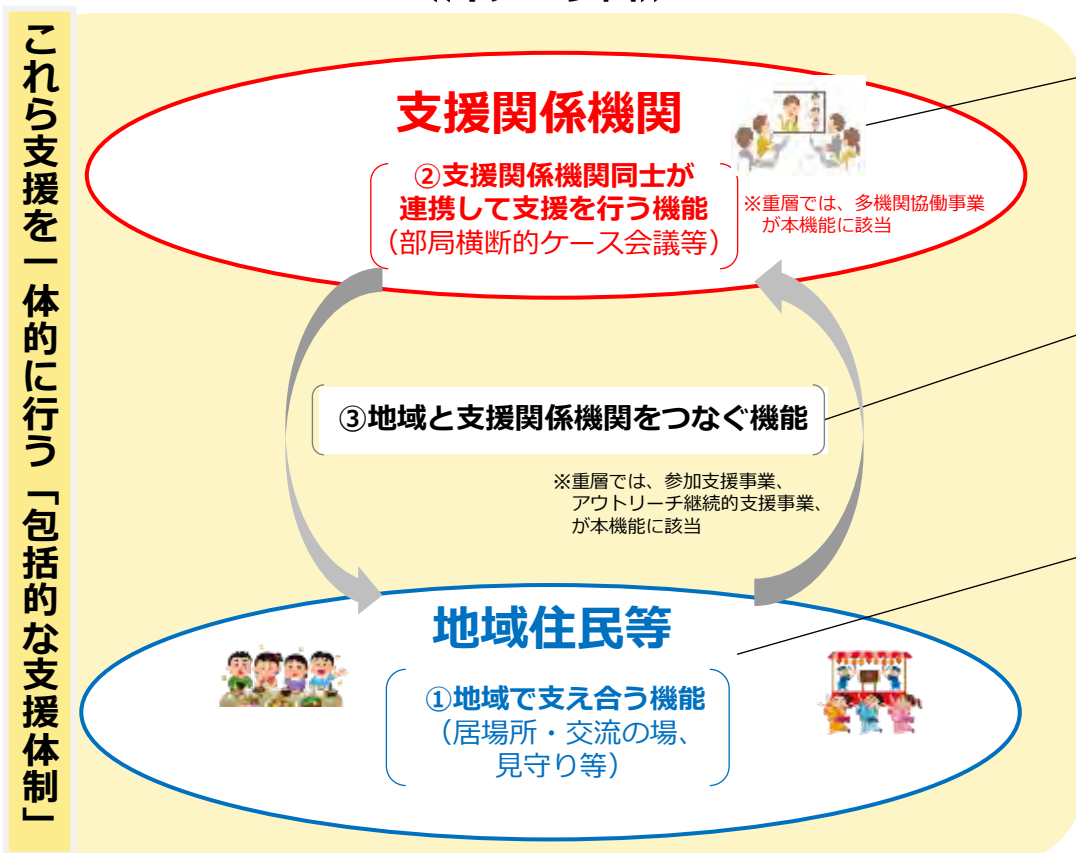 これら支援を一体的に行う「包括的な支援体制」
支援関係機関
②支援関係機関同士が
連携して支援を行う機能
（部局横断的ケース会議等）
※重層では、多機関協働事業
が本機能に該当
③地域と支援関係機関をつなぐ機能
※重層では、参加支援事業、
アウトリーチ継続的支援事業、
が本機能に該当
地域住民等
①地域で支え合う機能
（居場所・交流の場、
見守り等）